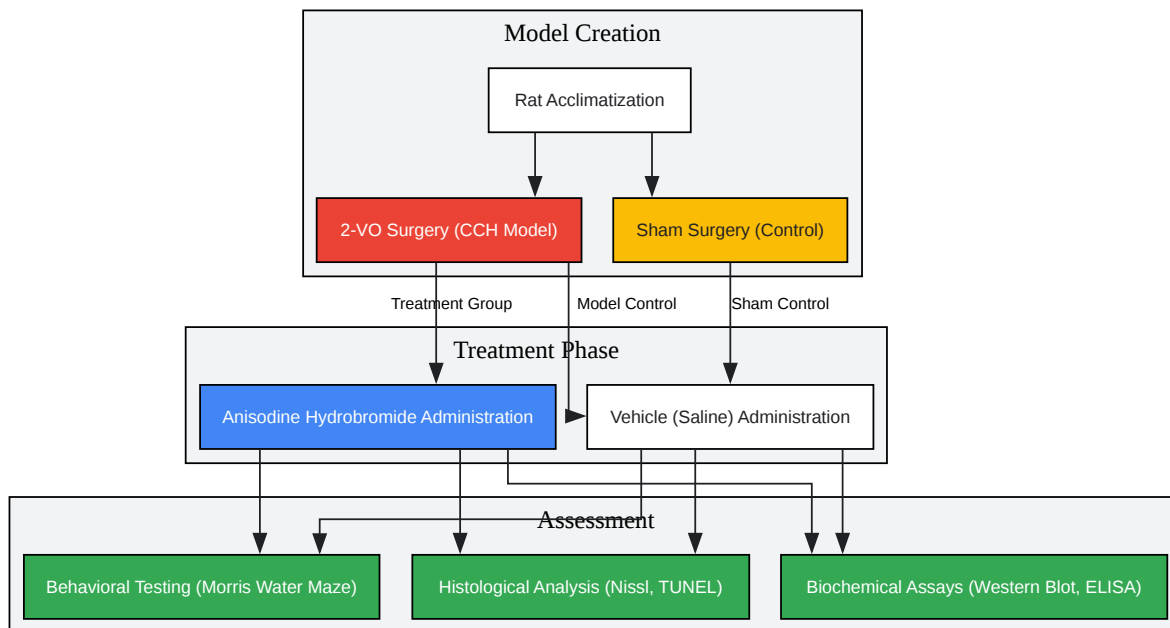 Model Creation
Rat Acclimatization
2-VO Surgery (CCH Model)
Sham Surgery (Control)
Treatment Group
Model Control
Sham Control
Treatment Phase
Anisodine Hydrobromide Administration
Vehicle (Saline) Administration
Assessment
Behavioral Testing (Morris Water Maze)
Histological Analysis (Nissl, TUNEL)
Biochemical Assays (Western Blot, ELISA)